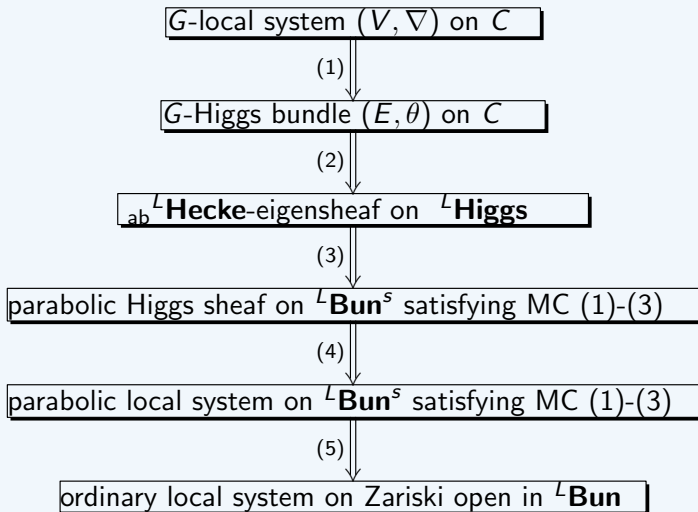 G-local system (V, ∇) on C
(1)
G-Higgs bundle (E, θ) on C
(2)
ab ᴸHecke-eigensheaf on ᴸHiggs
(3)
parabolic Higgs sheaf on ᴸBunˢ satisfying MC (1)-(3)
(4)
parabolic local system on ᴸBunˢ satisfying MC (1)-(3)
(5)
ordinary local system on Zariski open in ᴸBun